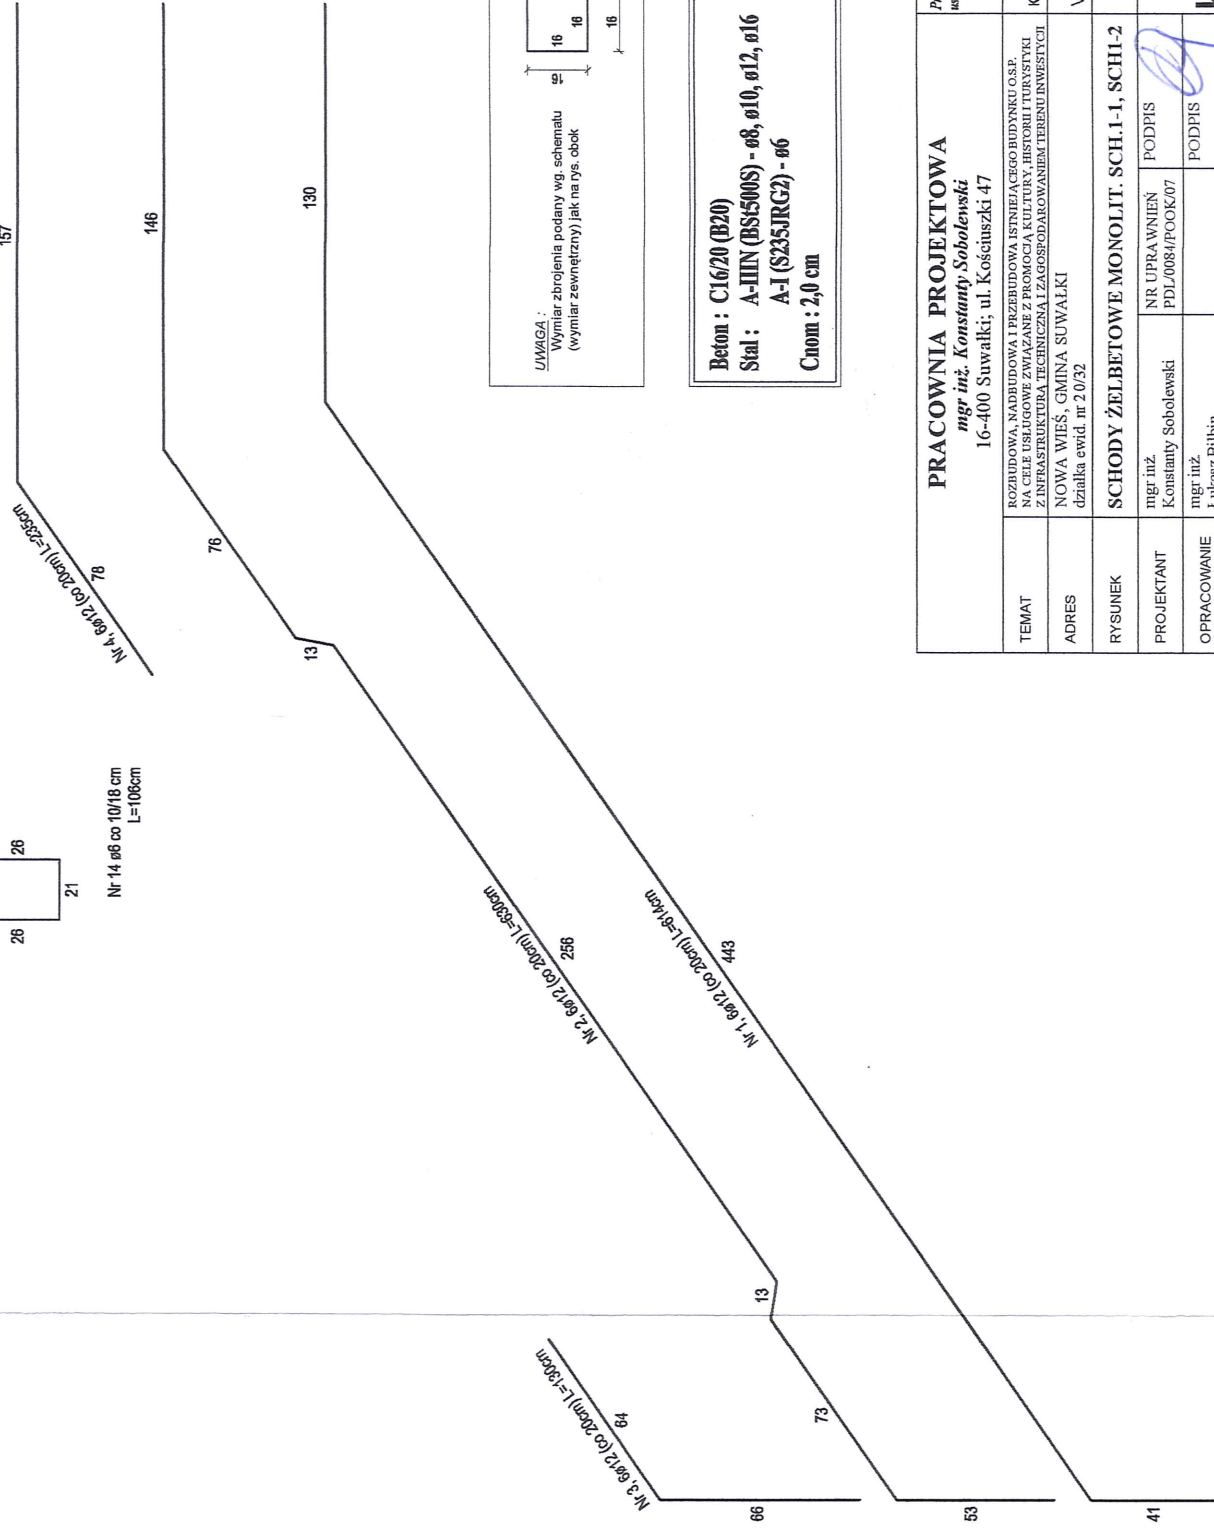 157
Nr 4, 6ø12 (co 20cm) L=235cm
78
146
76
13
130
26
26
21
Nr 14 ø6 co 10/18 cm
L=106cm
Nr 2, 6ø12 (co 20cm) L=630cm
256
Nr 1, 6ø12 (co 20cm) L=614cm
443
13
73
Nr 3, 6ø12 (co 20cm) L=130cm
64
66
53
41
UWAGA :
Wymiar zbrojenia podany wg. schematu
(wymiar zewnętrzny) jak na rys. obok
16
16
16
16
Beton : C16/20 (B20)
Stal : A-IIIN (BSt500S) - ø8, ø10, ø12, ø16
A-I (S235JRG2) - ø6
Cnom : 2,0 cm
PRACOWNIA PROJEKTOWA
mgr inż. Konstanty Sobolewski
16-400 Suwałki; ul. Kościuszki 47
TEMAT
ROZBUDOWA, NADBUDOWA I PRZEBUDOWA ISTNIEJĄCEGO BUDYNKU O.S.P.
NA CELE USŁUGOWE ZWIĄZANE Z PROMOCJĄ KULTURY, HISTORII I TURYSTYKI
Z INFRASTRUKTURĄ TECHNICZNĄ I ZAGOSPODAROWANIEM TERENU INWESTYCJI
ADRES
NOWA WIEŚ, GMINA SUWAŁKI
działka ewid. nr 20/32
RYSUNEK
SCHODY ŻELBETOWE MONOLIT. SCH.1-1, SCH1-2
PROJEKTANT
mgr inż.
Konstanty Sobolewski
NR UPRAWNIEŃ
PDL/0084/POOK/07
PODPIS
OPRACOWANIE
mgr inż.
PODPIS